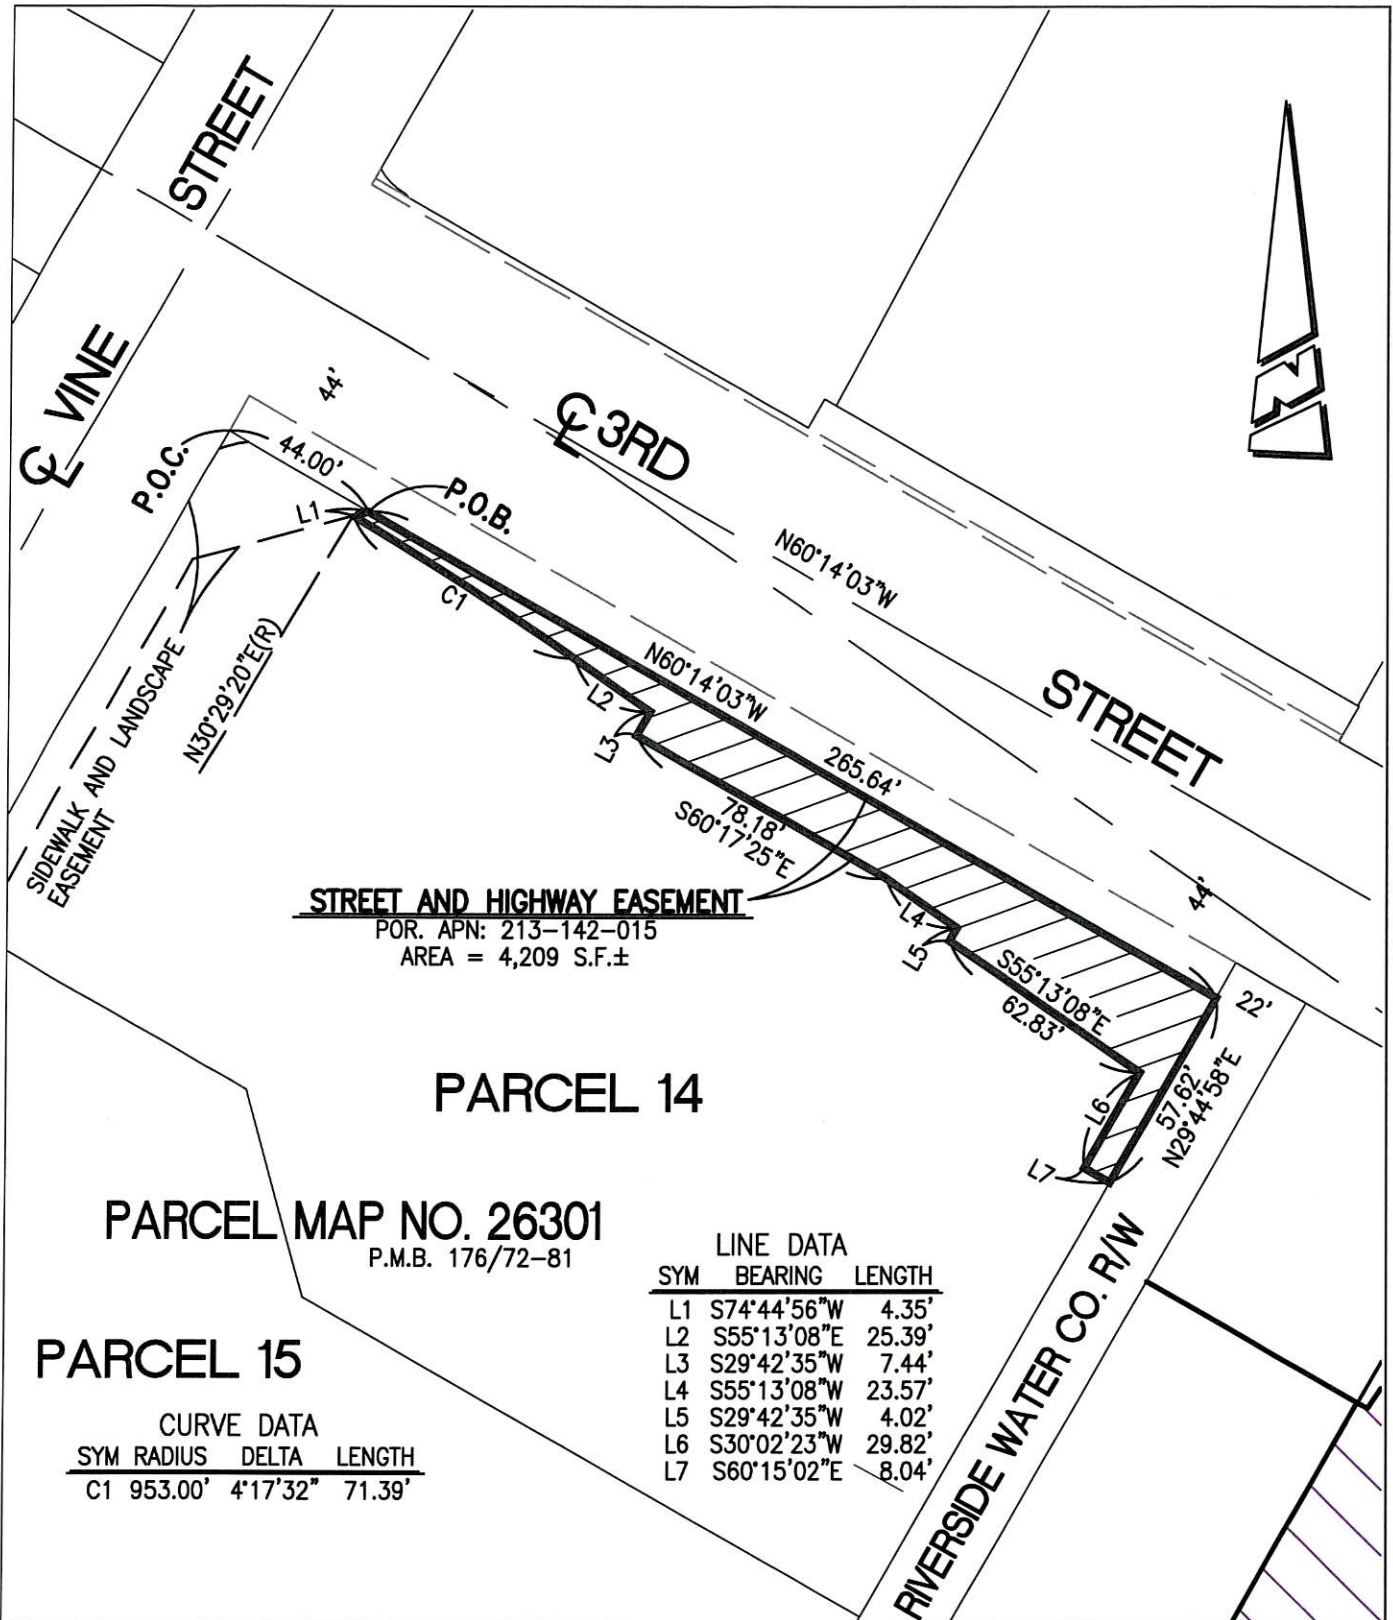 STREET
℄ VINE
44'
℄ 3RD
STREET
P.O.C.
44.00'
L1
P.O.B.
N60°14'03"W
C1
N30°29'20"E(R)
SIDEWALK AND LANDSCAPE
EASEMENT
N60°14'03"W
265.64'
L2
L3
78.18'
S60°17'25"E
44'
STREET AND HIGHWAY EASEMENT
POR. APN: 213-142-015
AREA = 4,209 S.F.±
L4
L5
S55°13'08"E
62.83'
22'
57.62'
N29°44'58"E
L6
L7
PARCEL 14
PARCEL MAP NO. 26301
P.M.B. 176/72-81
PARCEL 15
RIVERSIDE WATER CO. R/W
LINE DATA
SYM BEARING LENGTH
L1 S74°44'56"W 4.35'
L2 S55°13'08"E 25.39'
L3 S29°42'35"W 7.44'
L4 S55°13'08"W 23.57'
L5 S29°42'35"W 4.02'
L6 S30°02'23"W 29.82'
L7 S60°15'02"E 8.04'
CURVE DATA
SYM RADIUS DELTA LENGTH
C1 953.00' 4°17'32" 71.39'